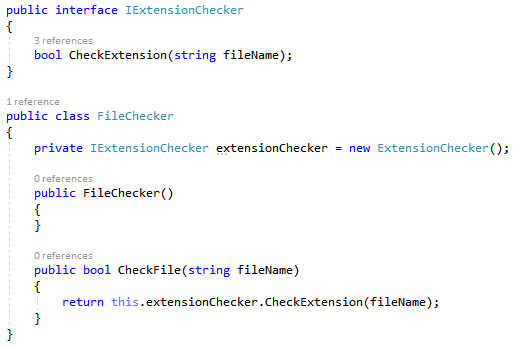 public interface IExtensionChecker
{
3 references
bool CheckExtension(string fileName);
}
1 reference
public class FileChecker
{
private IExtensionChecker extensionChecker = new ExtensionChecker();
0 references
public FileChecker()
{
}
0 references
public bool CheckFile(string fileName)
{
return this.extensionChecker.CheckExtension(fileName);
}
}